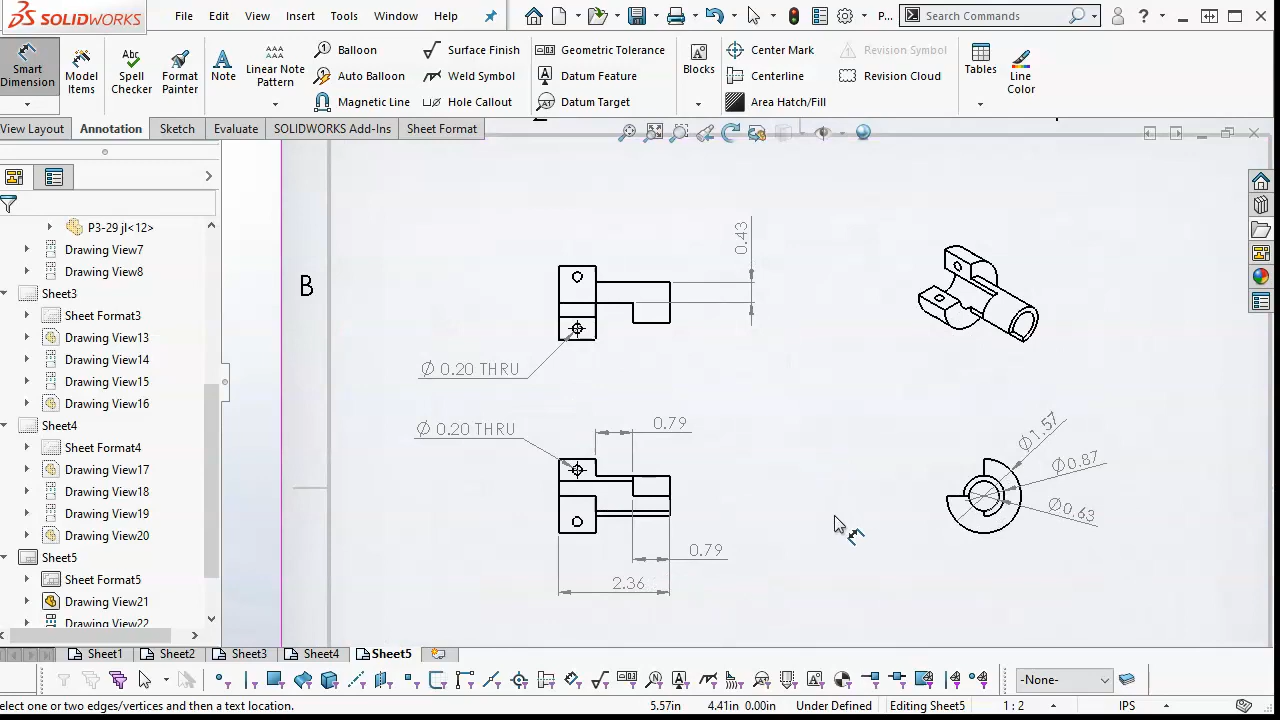 SOLIDWORKS File Edit View Insert Tools Window Help P... Search Commands
Smart Dimension Model Items Spell Checker Format Painter Note Linear Note Pattern
Balloon Surface Finish Geometric Tolerance Center Mark Revision Symbol
Auto Balloon Weld Symbol Datum Feature Centerline Revision Cloud
Magnetic Line Hole Callout Datum Target Area Hatch/Fill
Blocks Tables Line Color
View Layout Annotation Sketch Evaluate SOLIDWORKS Add-Ins Sheet Format
P3-29 jl<12>
Drawing View7
Drawing View8
Sheet3
Sheet Format3
Drawing View13
Drawing View14
Drawing View15
Drawing View16
Sheet4
Sheet Format4
Drawing View17
Drawing View18
Drawing View19
Drawing View20
Sheet5
Sheet Format5
Drawing View21
Drawing View22
B
0.43
Ø 0.20 THRU
Ø 0.20 THRU
0.79
0.79
2.36
Ø1.57
Ø0.87
Ø0.63
Sheet1 Sheet2 Sheet3 Sheet4 Sheet5
-None-
elect one or two edges/vertices and then a text location. 5.57in 4.41in 0.00in Under Defined Editing Sheet5 1 : 2 IPS